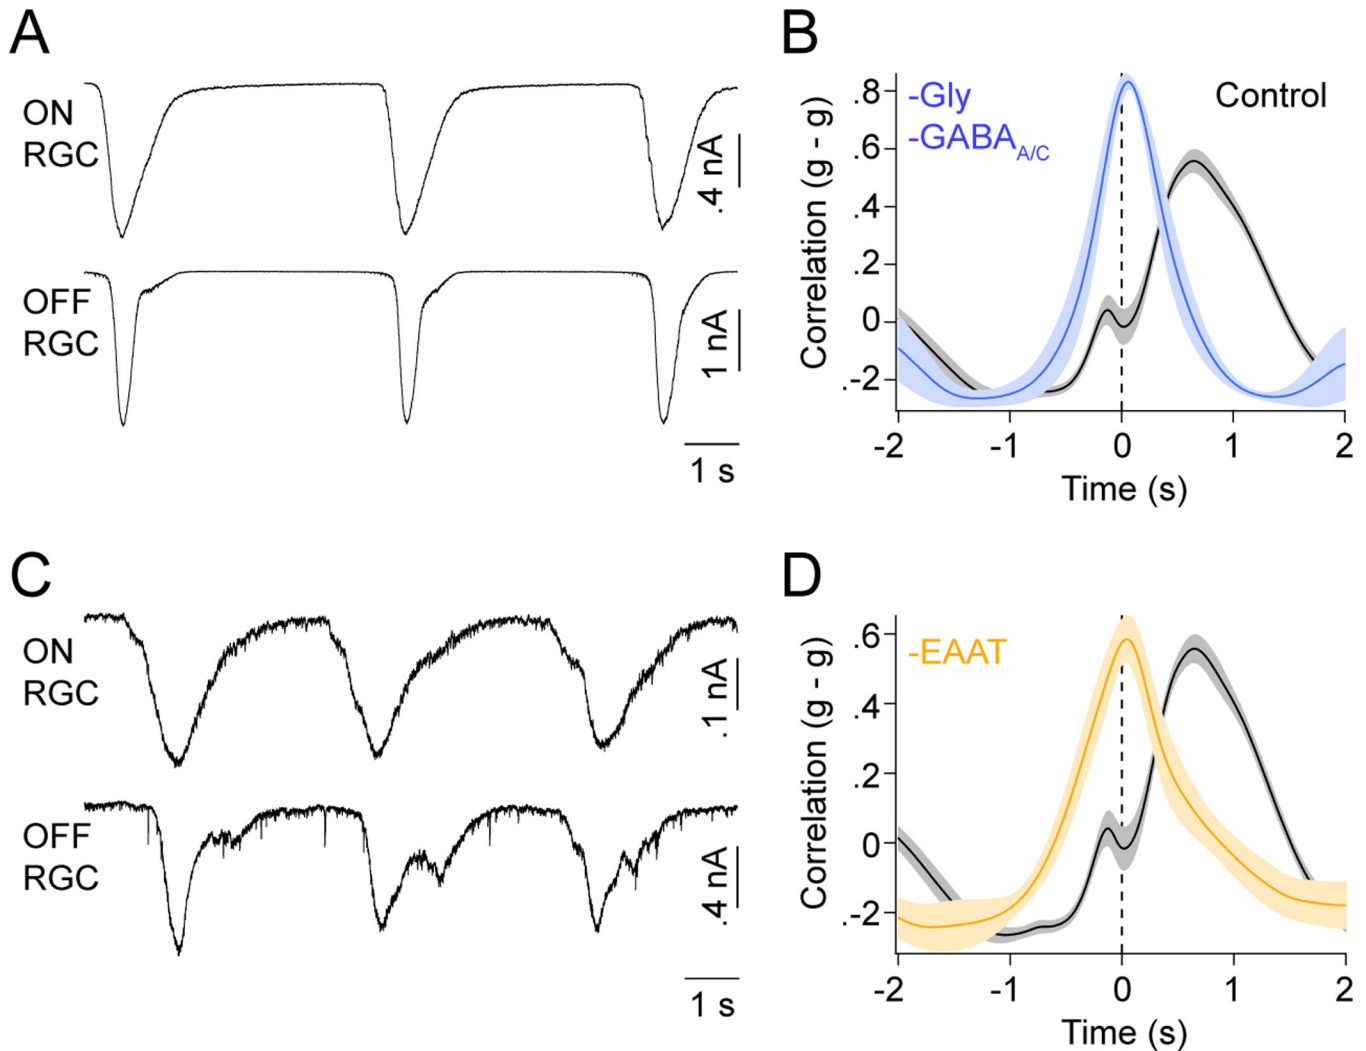 A
ON
RGC
.4 nA
OFF
RGC
1 nA
1 s
B
-Gly
-GABAA/C
Control
Correlation (g - g)
.8
.6
.4
.2
0
-.2
-2 -1 0 1 2
Time (s)
C
ON
RGC
.1 nA
OFF
RGC
.4 nA
1 s
D
-EAAT
Correlation (g - g)
.6
.4
.2
0
-.2
-2 -1 0 1 2
Time (s)